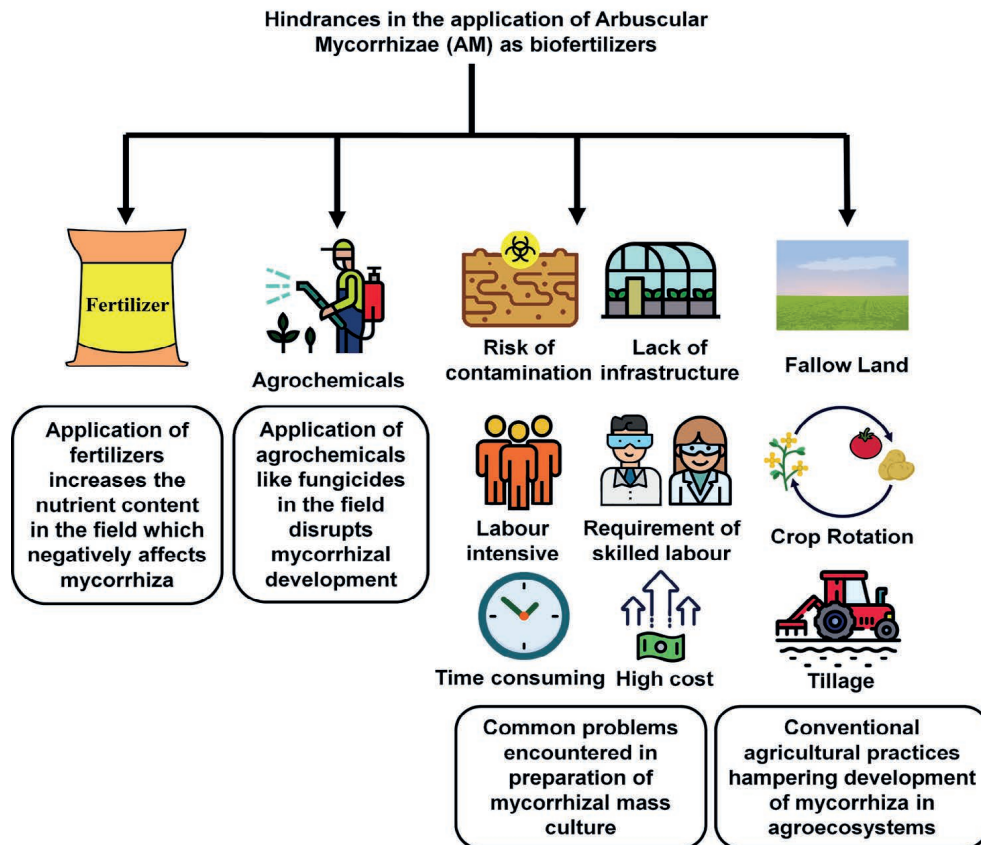 Hindrances in the application of Arbuscular
Mycorrhizae (AM) as biofertilizers
Fertilizer
Application of
fertilizers
increases the
nutrient content
in the field which
negatively affects
mycorrhiza
Agrochemicals
Application of
agrochemicals
like fungicides
in the field
disrupts
mycorrhizal
development
Risk of
contamination
Lack of
infrastructure
Labour
intensive
Requirement of
skilled labour
Time consuming
High cost
Common problems
encountered in
preparation of
mycorrhizal mass
culture
Fallow Land
Crop Rotation
Tillage
Conventional
agricultural practices
hampering development
of mycorrhiza in
agroecosystems